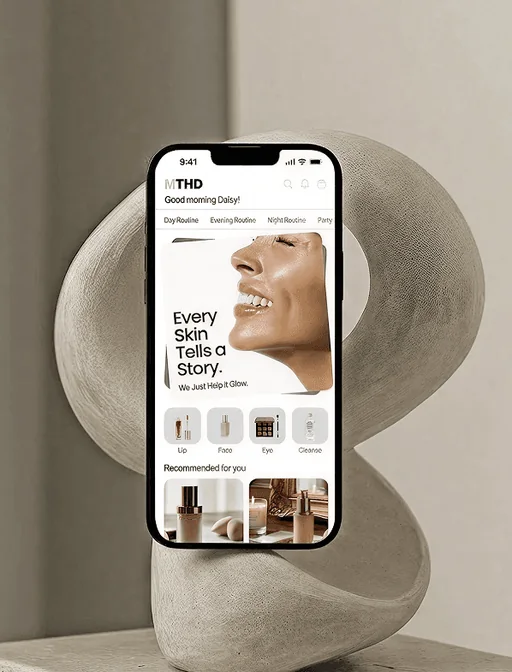 9:41
MTHD
Good morning Daisy!
Day Routine Evening Routine Night Routine Party
Every
Skin
Tells a
Story.
We Just Help it Glow.
Up Face Eye Cleanse
Recommended for you